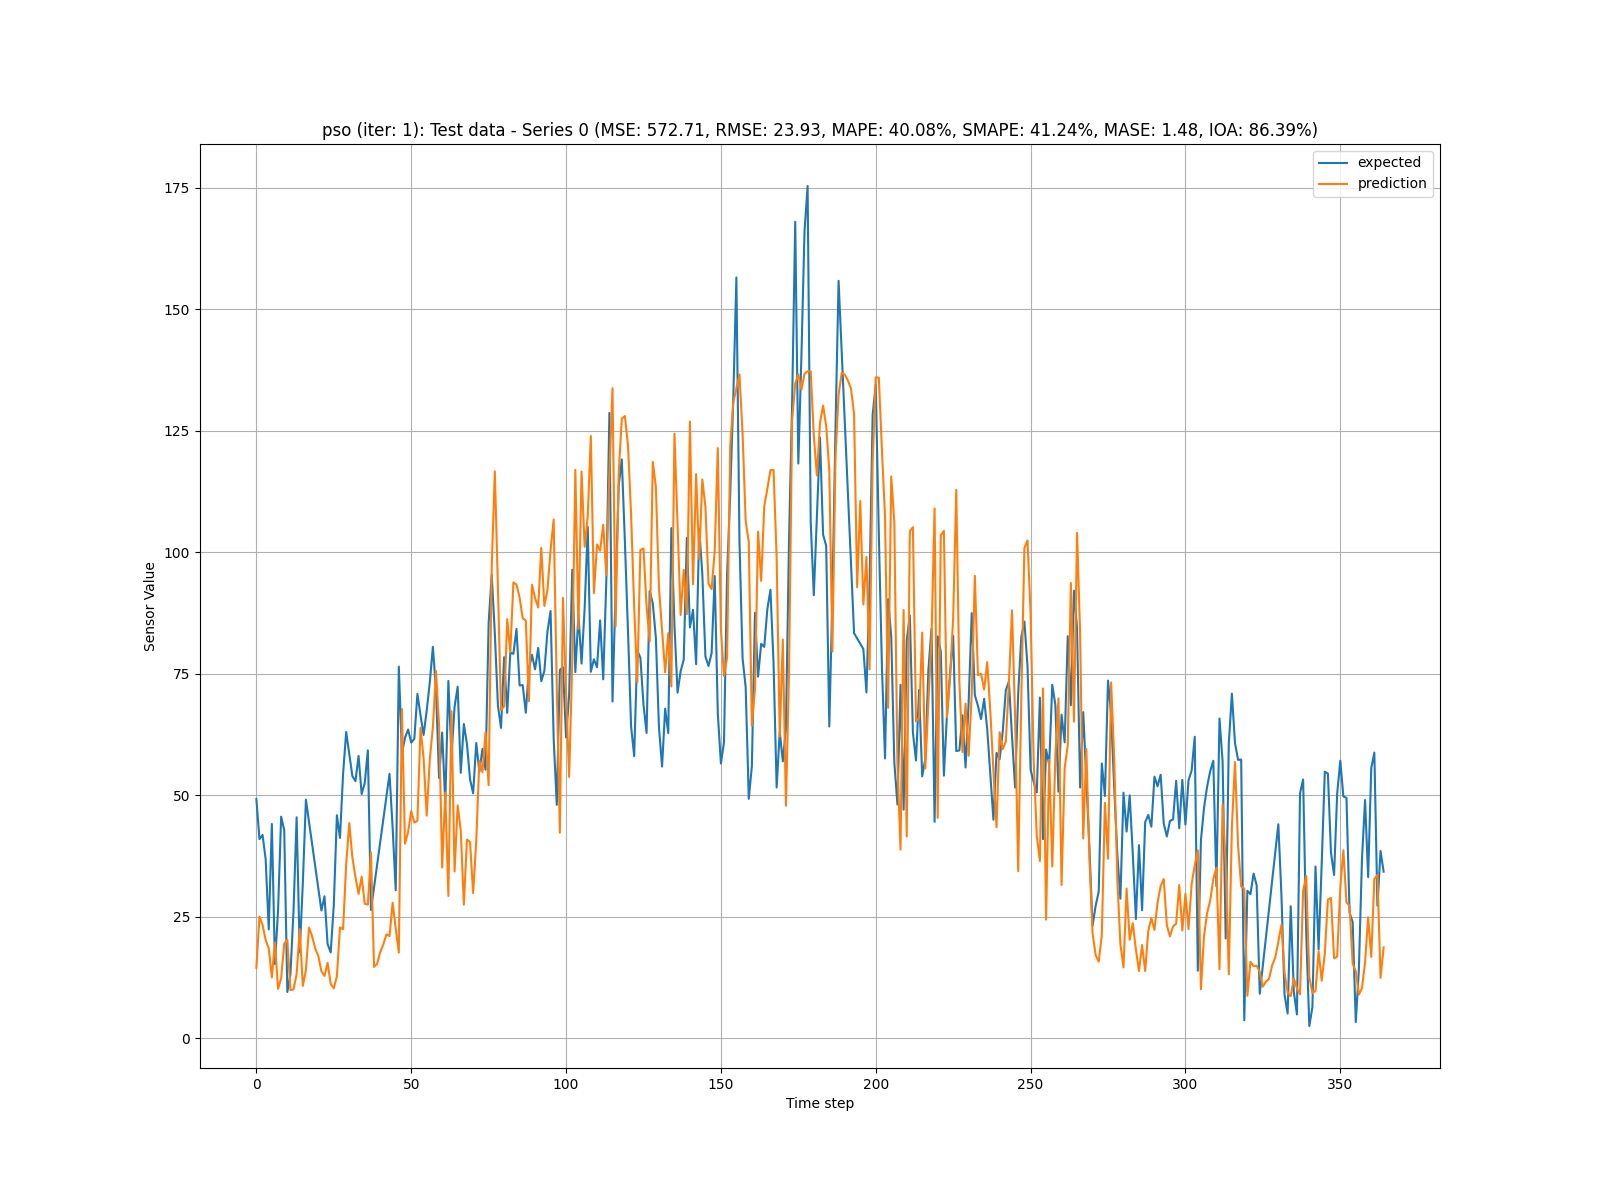 pso (iter: 1): Test data - Series 0 (MSE: 572.71, RMSE: 23.93, MAPE: 40.08%, SMAPE: 41.24%, MASE: 1.48, IOA: 86.39%)
expected
prediction
175
150
125
100
75
50
25
0
Sensor Value
0 50 100 150 200 250 300 350
Time step